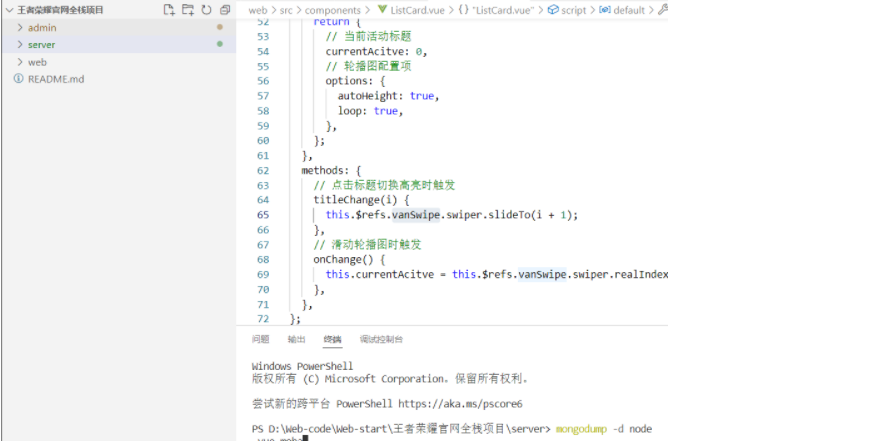 王者荣耀官网全栈项目
admin
server
web
README.md
web > src > components > ListCard.vue > {} "ListCard.vue" > script > default >
52 return {
53 // 当前活动标题
54 currentAcitve: 0,
55 // 轮播图配置项
56 options: {
57 autoHeight: true,
58 loop: true,
59 },
60 };
61 },
62 methods: {
63 // 点击标题切换高亮时触发
64 titleChange(i) {
65 this.$refs.vanSwipe.swiper.slideTo(i + 1);
66 },
67 // 滑动轮播图时触发
68 onChange() {
69 this.currentAcitve = this.$refs.vanSwipe.swiper.realIndex
70 },
71 },
72 };
问题 输出 终端 调试控制台
Windows PowerShell
版权所有 (C) Microsoft Corporation。保留所有权利。
尝试新的跨平台 PowerShell https://aka.ms/pscore6
PS D:\Web-code\Web-start\王者荣耀官网全栈项目\server> mongodump -d node
-vue-moba